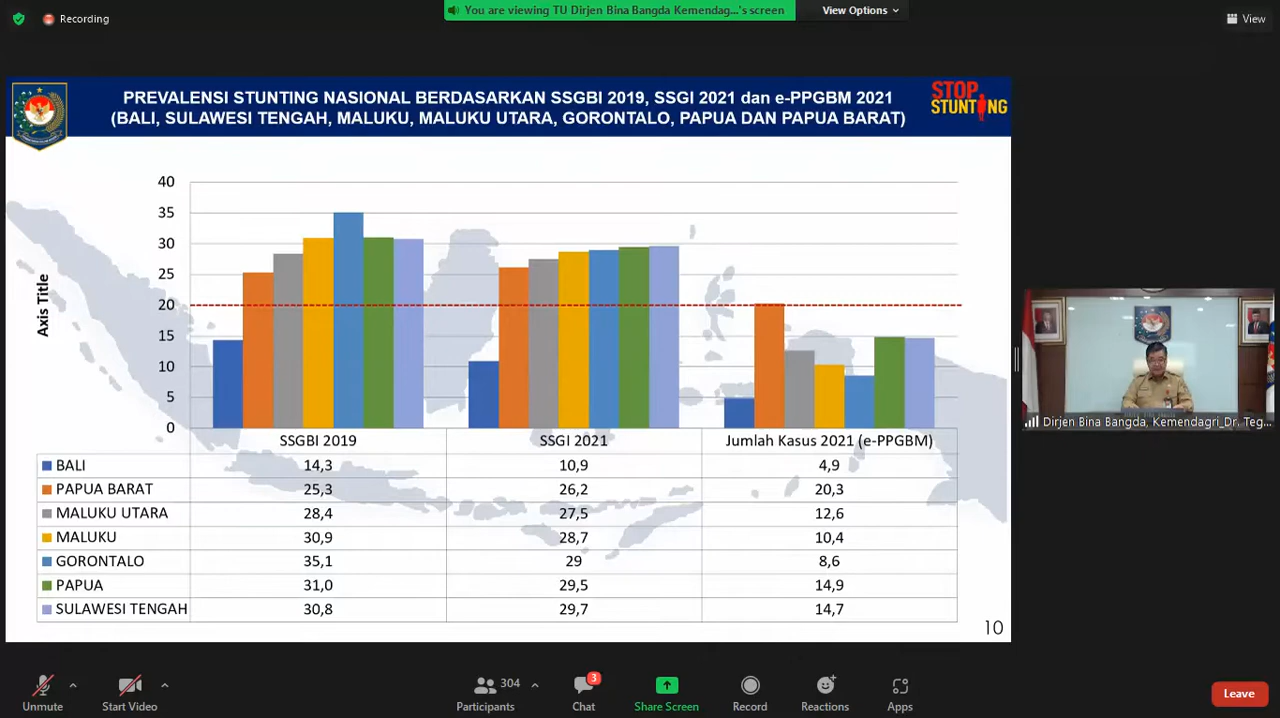 Recording
You are viewing TU Dirjen Bina Bangda Kemendag...'s screen
View Options
View
PREVALENSI STUNTING NASIONAL BERDASARKAN SSGBI 2019, SSGI 2021 dan e-PPGBM 2021
(BALI, SULAWESI TENGAH, MALUKU, MALUKU UTARA, GORONTALO, PAPUA DAN PAPUA BARAT)
STOP
STUNTING
Axis Title
40
35
30
25
20
15
10
5
0
SSGBI 2019 SSGI 2021 Jumlah Kasus 2021 (e-PPGBM)
BALI 14,3 10,9 4,9
PAPUA BARAT 25,3 26,2 20,3
MALUKU UTARA 28,4 27,5 12,6
MALUKU 30,9 28,7 10,4
GORONTALO 35,1 29 8,6
PAPUA 31,0 29,5 14,9
SULAWESI TENGAH 30,8 29,7 14,7
10
Dirjen Bina Bangda, Kemendagri_Dr. Teg...
Unmute
Start Video
304
Participants
3
Chat
Share Screen
Record
Reactions
Apps
Leave